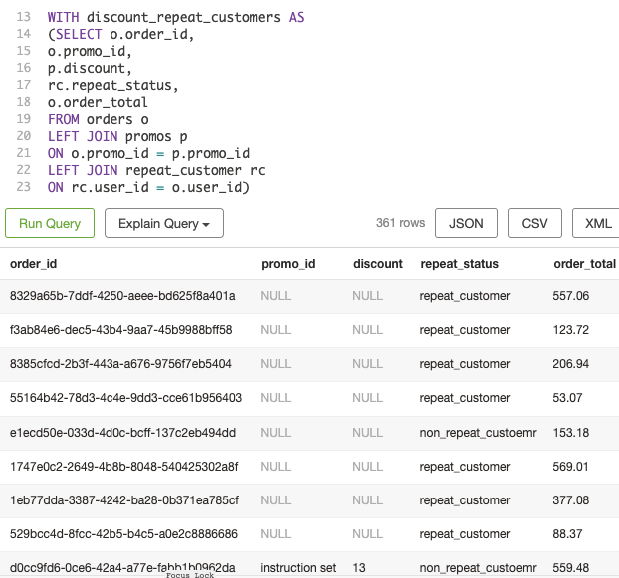 13 WITH discount_repeat_customers AS
14 (SELECT o.order_id,
15 o.promo_id,
16 p.discount,
17 rc.repeat_status,
18 o.order_total
19 FROM orders o
20 LEFT JOIN promos p
21 ON o.promo_id = p.promo_id
22 LEFT JOIN repeat_customer rc
23 ON rc.user_id = o.user_id)
Run Query Explain Query 361 rows JSON CSV XML
order_id promo_id discount repeat_status order_total
8329a65b-7ddf-4250-aeee-bd625f8a401a NULL NULL repeat_customer 557.06
f3ab84e6-dec5-43b4-9aa7-45b9988bff58 NULL NULL repeat_customer 123.72
8385cfcd-2b3f-443a-a676-9756f7eb5404 NULL NULL repeat_customer 206.94
55164b42-78d3-4c4e-9dd3-cce61b956403 NULL NULL repeat_customer 53.07
e1ecd50e-033d-4d0c-bcff-137c2eb494dd NULL NULL non_repeat_custoemr 153.18
1747e0c2-2649-4b8b-8048-540425302a8f NULL NULL repeat_customer 569.01
1eb77dda-3387-4242-ba28-0b371ea785cf NULL NULL repeat_customer 377.08
529bcc4d-8fcc-42b5-b4c5-a0e2c8886686 NULL NULL repeat_customer 88.37
d0cc9fd6-0ce6-42a4-a77e-fabb1b0962da instruction set 13 non_repeat_custoemr 559.48
Focus Lock